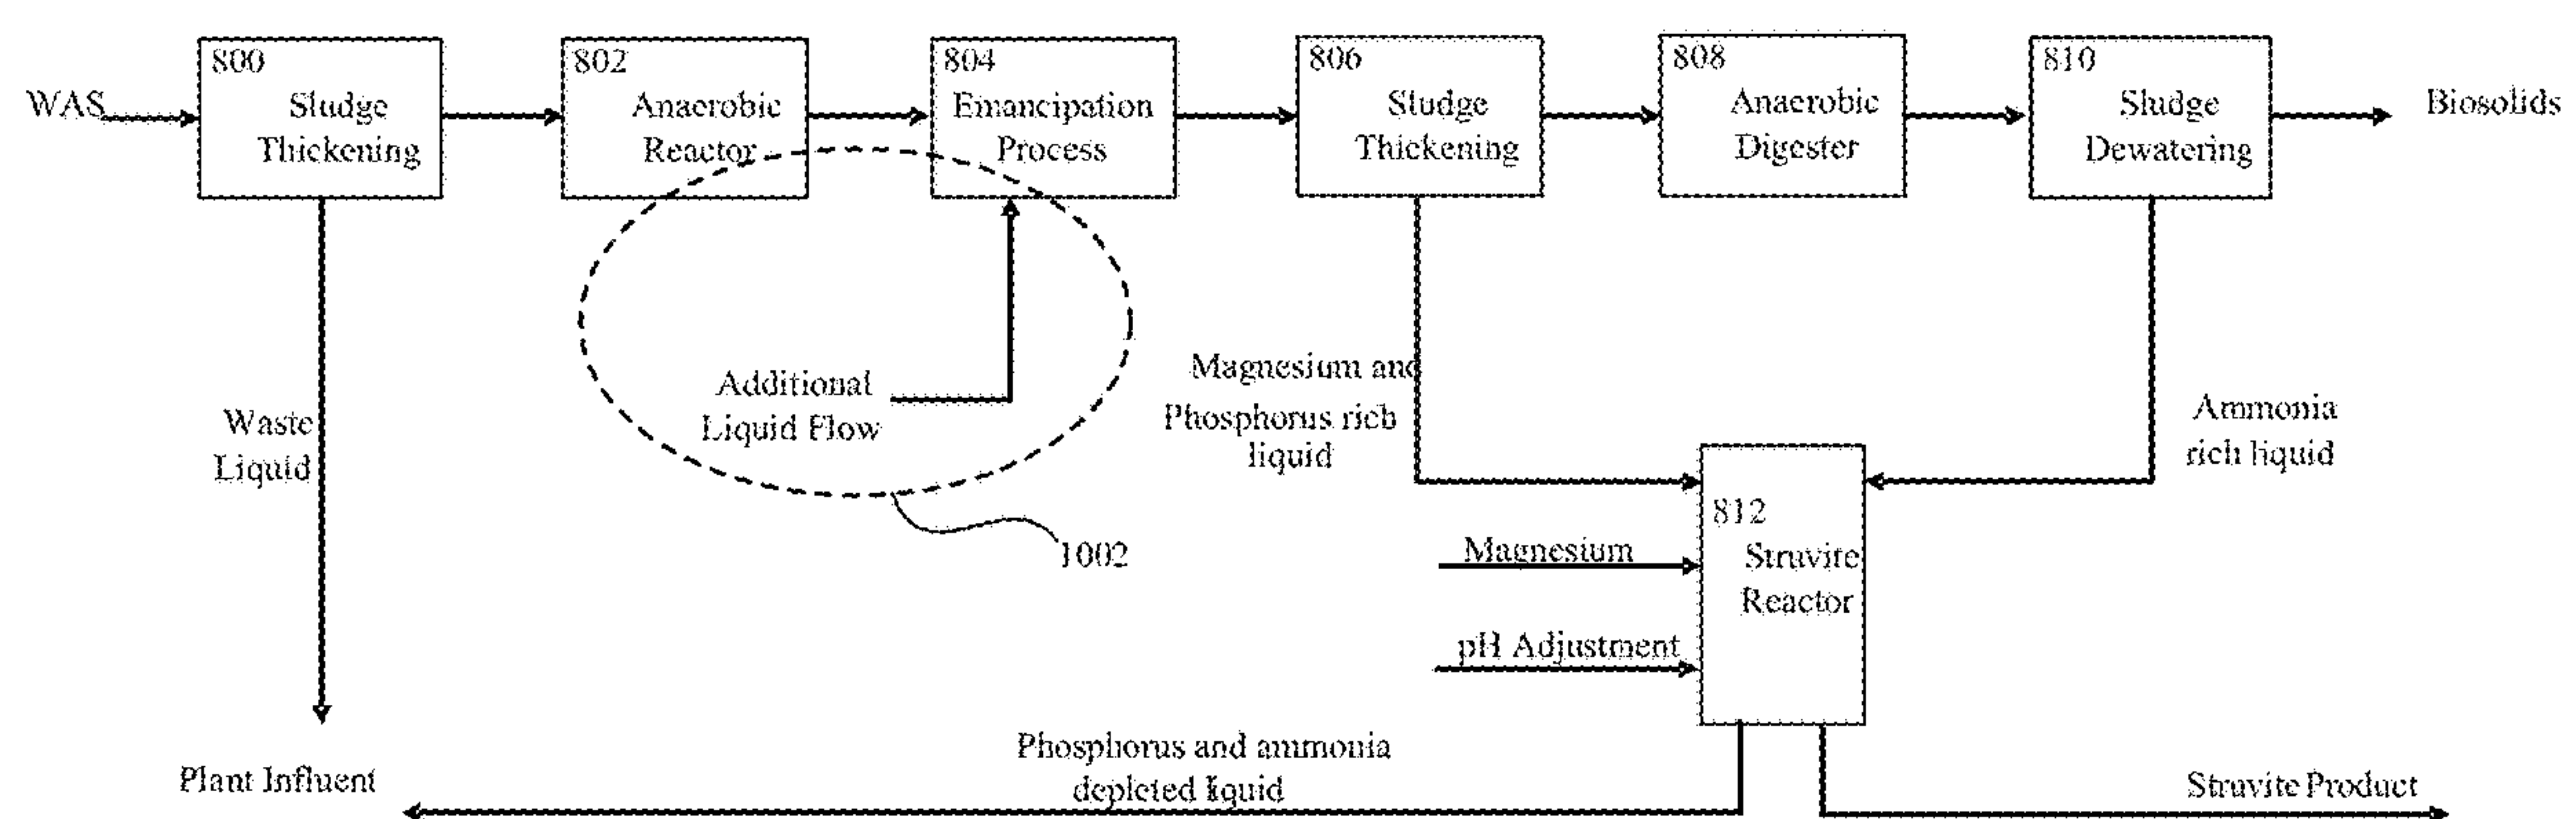 WAS
800
Sludge
Thickening
802
Anaerobic
Reactor
804
Emancipation
Process
806
Sludge
Thickening
808
Anaerobic
Digester
810
Sludge
Dewatering
Biosolids
Waste
Liquid
Additional
Liquid Flow
1002
Magnesium and
Phosphorus rich
liquid
Ammonia
rich liquid
812
Struvite
Reactor
Magnesium
pH Adjustment
Plant Influent
Phosphorus and ammonia
depleted liquid
Struvite Product